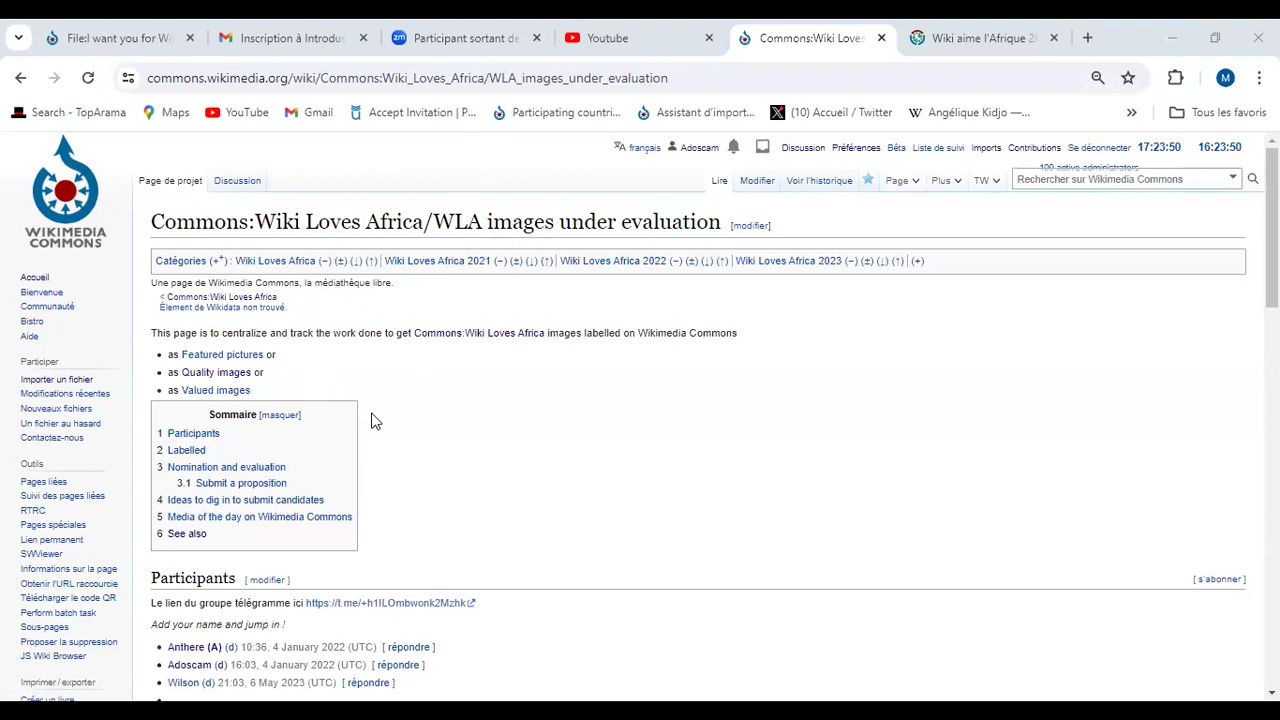 File:I want you for W
Inscription à Introduc
Participant sortant de
Youtube
Commons:Wiki Loves
Wiki aime l'Afrique 20
commons.wikimedia.org/wiki/Commons:Wiki_Loves_Africa/WLA_images_under_evaluation
M
Search - TopArama
Maps
YouTube
Gmail
Accept Invitation | P...
Participating countri...
Assistant d'import...
(10) Accueil / Twitter
Angélique Kidjo —...
»
Tous les favoris
français
Adoscam
Discussion
Préférences
Bêta
Liste de suivi
Imports
Contributions
Se déconnecter
17:23:50
16:23:50
100 active administrators
Page de projet
Discussion
Lire
Modifier
Voir l'historique
Page
Plus
TW
Rechercher sur Wikimedia Commons
WIKIMEDIA
COMMONS
Accueil
Bienvenue
Communauté
Bistro
Aide
Participer
Importer un fichier
Modifications récentes
Nouveaux fichiers
Un fichier au hasard
Contactez-nous
Outils
Pages liées
Suivi des pages liées
RTRC
Pages spéciales
Lien permanent
SWViewer
Informations sur la page
Obtenir l'URL raccourcie
Télécharger le code QR
Perform batch task
Sous-pages
Proposer la suppression
JS Wiki Browser
Imprimer / exporter
Créer un livre
Commons:Wiki Loves Africa/WLA images under evaluation [modifier]
Catégories (+⁺) : Wiki Loves Africa (−) (±) (↓) (↑) | Wiki Loves Africa 2021 (−) (±) (↓) (↑) | Wiki Loves Africa 2022 (−) (±) (↓) (↑) | Wiki Loves Africa 2023 (−) (±) (↓) (↑) | (+)
Une page de Wikimedia Commons, la médiathèque libre.
< Commons:Wiki Loves Africa
Élement de Wikidata non trouvé.
This page is to centralize and track the work done to get Commons:Wiki Loves Africa images labelled on Wikimedia Commons
• as Featured pictures or
• as Quality images or
• as Valued images
Sommaire [masquer]
1 Participants
2 Labelled
3 Nomination and evaluation
3.1 Submit a proposition
4 Ideas to dig in to submit candidates
5 Media of the day on Wikimedia Commons
6 See also
Participants [ modifier ]
[ s'abonner ]
Le lien du groupe télégramme ici https://t.me/+h1ILOmbwonk2Mzhk
Add your name and jump in !
• Anthere (A) (d) 10:36, 4 January 2022 (UTC) [ répondre ]
• Adoscam (d) 16:03, 4 January 2022 (UTC) [ répondre ]
• Wilson (d) 21:03, 6 May 2023 (UTC) [ répondre ]